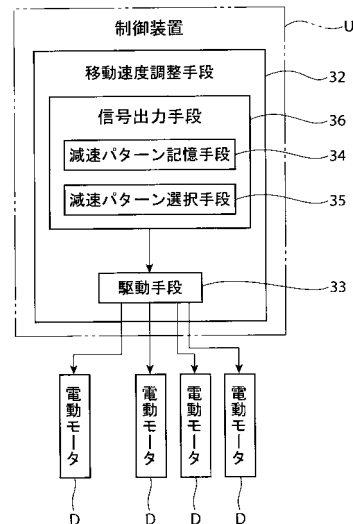 制御装置
U
移動速度調整手段
32
信号出力手段
36
減速パターン記憶手段
34
減速パターン選択手段
35
駆動手段
33
電動モータ
電動モータ
電動モータ
電動モータ
D
D
D
D